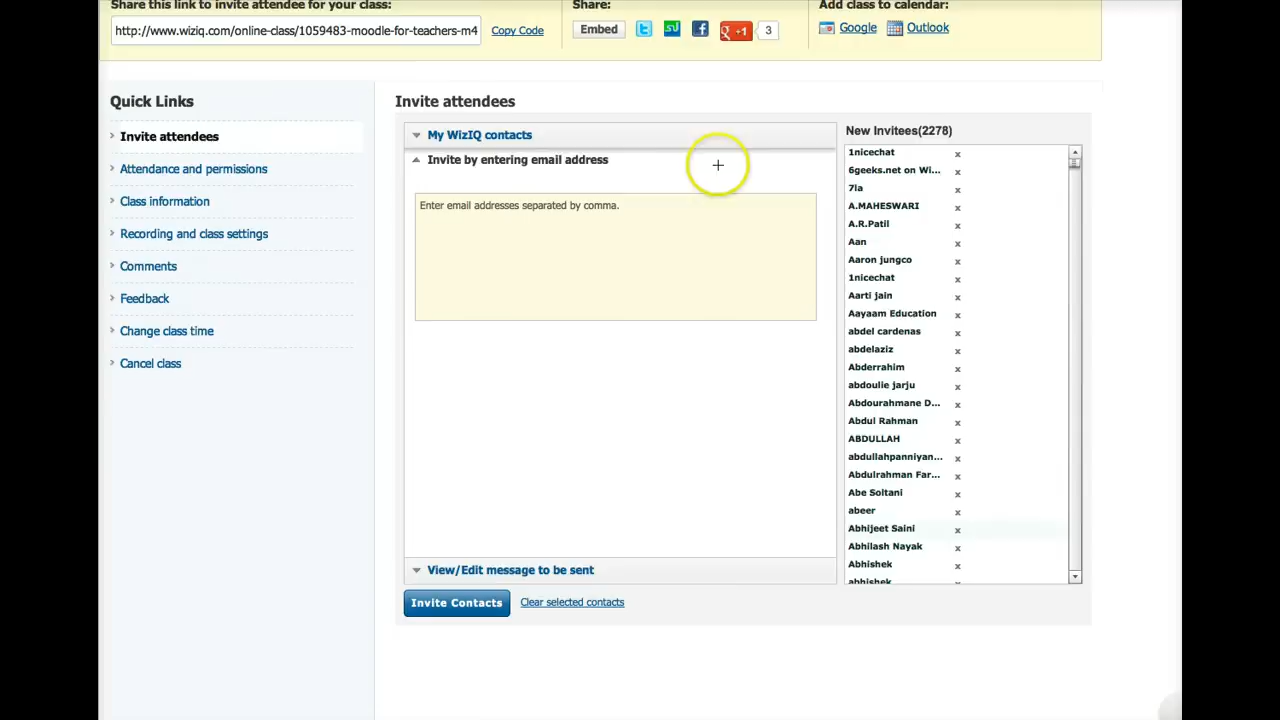 Share this link to invite attendee for your class:
Share:
Add class to calendar:
http://www.wiziq.com/online-class/1059483-moodle-for-teachers-m4
Copy Code
Embed
+1
3
Google
Outlook
Quick Links
Invite attendees
Attendance and permissions
Class information
Recording and class settings
Comments
Feedback
Change class time
Cancel class
Invite attendees
My WizIQ contacts
Invite by entering email address
Enter email addresses separated by comma.
View/Edit message to be sent
Invite Contacts
Clear selected contacts
New Invitees(2278)
1nicechat x
6geeks.net on Wi... x
7la x
A.MAHESWARI x
A.R.Patil x
Aan x
Aaron jungco x
1nicechat x
Aarti jain x
Aayaam Education x
abdel cardenas x
abdelaziz x
Abderrahim x
abdoulie jarju x
Abdourahmane D... x
Abdul Rahman x
ABDULLAH x
abdullahpanniyan... x
Abdulrahman Far... x
Abe Soltani x
abeer x
Abhijeet Saini x
Abhilash Nayak x
Abhishek x
abhishek x